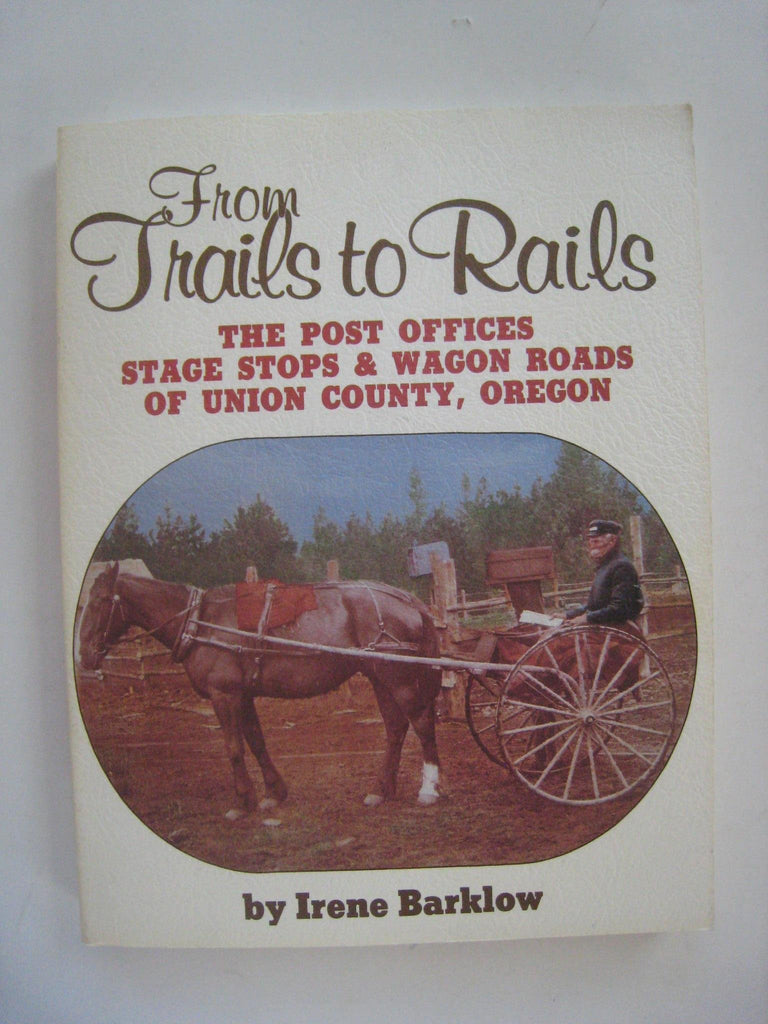 From
Trails to Rails
THE POST OFFICES
STAGE STOPS & WAGON ROADS
OF UNION COUNTY, OREGON
by Irene Barklow